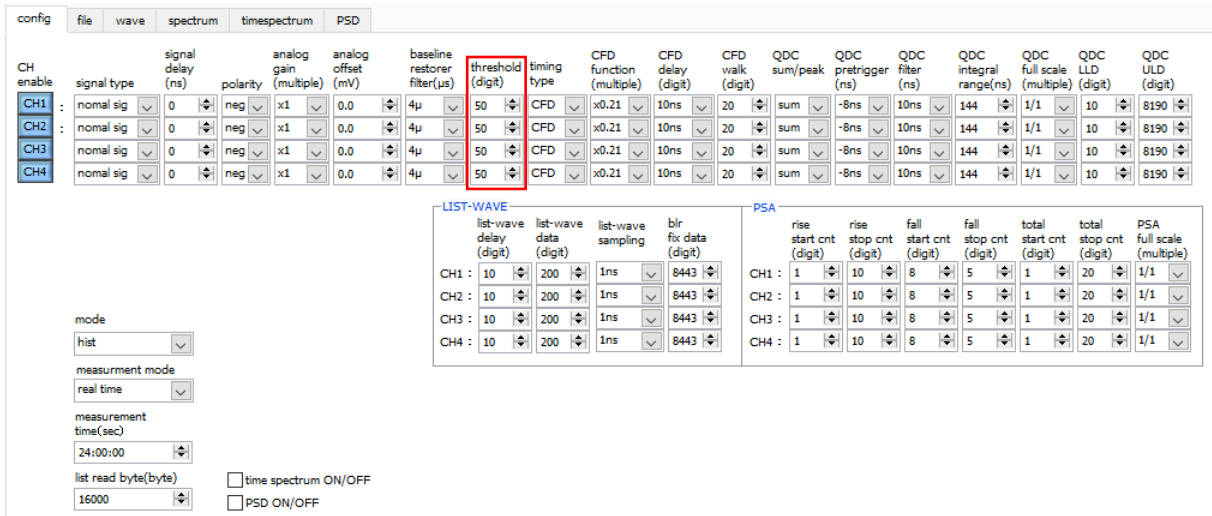 config file wave spectrum timespectrum PSD
CH enable signal type signal delay (ns) polarity analog gain (multiple) analog offset (mV) baseline restorer filter(μs) threshold (digit) timing type CFD function (multiple) CFD delay (digit) CFD walk (digit) QDC sum/peak QDC pretrigger (ns) QDC filter (ns) QDC integral range(ns) QDC full scale (multiple) QDC LLD (digit) QDC ULD (digit)
CH1 : nomal sig 0 neg x1 0.0 4μ 50 CFD x0.21 10ns 20 sum -8ns 10ns 144 1/1 10 8190
CH2 : nomal sig 0 neg x1 0.0 4μ 50 CFD x0.21 10ns 20 sum -8ns 10ns 144 1/1 10 8190
CH3 nomal sig 0 neg x1 0.0 4μ 50 CFD x0.21 10ns 20 sum -8ns 10ns 144 1/1 10 8190
CH4 nomal sig 0 neg x1 0.0 4μ 50 CFD x0.21 10ns 20 sum -8ns 10ns 144 1/1 10 8190
LIST-WAVE
list-wave delay (digit) list-wave data (digit) list-wave sampling blr fix data (digit)
CH1 : 10 200 1ns 8443
CH2 : 10 200 1ns 8443
CH3 : 10 200 1ns 8443
CH4 : 10 200 1ns 8443
PSA
rise start cnt (digit) rise stop cnt (digit) fall start cnt (digit) fall stop cnt (digit) total start cnt (digit) total stop cnt (digit) PSA full scale (multiple)
CH1 : 1 10 8 5 1 20 1/1
CH2 : 1 10 8 5 1 20 1/1
CH3 : 1 10 8 5 1 20 1/1
CH4 : 1 10 8 5 1 20 1/1
mode
hist
measurment mode
real time
measurement
time(sec)
24:00:00
list read byte(byte)
16000
time spectrum ON/OFF
PSD ON/OFF